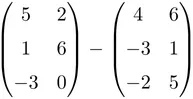 ( 5 2 ) − ( 4 6 )
( 1 6 ) ( −3 1 )
( −3 0 ) ( −2 5 )